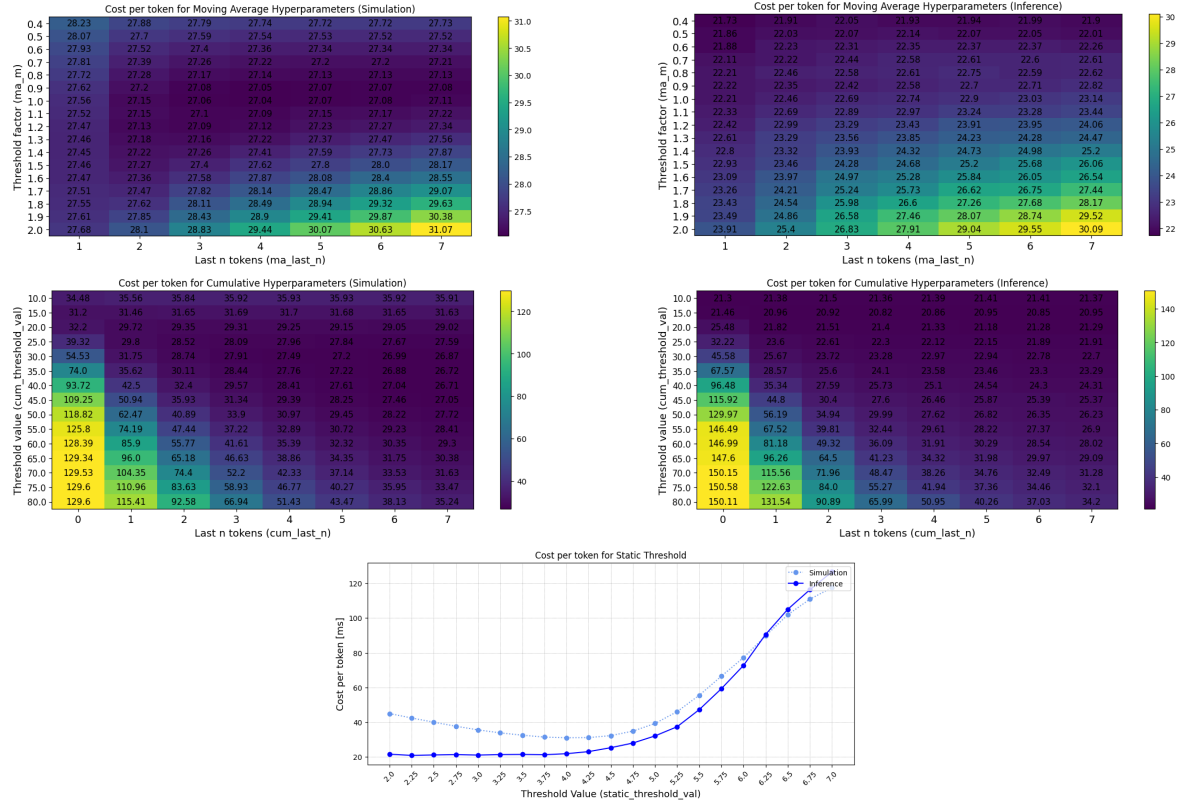 Cost per token for Moving Average Hyperparameters (Simulation)
Threshold factor (ma_m)
0.4 28.23 27.88 27.79 27.74 27.72 27.72 27.73
0.5 28.07 27.7 27.59 27.54 27.53 27.52 27.52
0.6 27.93 27.52 27.4 27.36 27.34 27.34 27.34
0.7 27.81 27.39 27.26 27.22 27.2 27.2 27.21
0.8 27.72 27.28 27.17 27.14 27.13 27.13 27.13
0.9 27.62 27.2 27.08 27.05 27.07 27.07 27.08
1.0 27.56 27.15 27.06 27.04 27.07 27.08 27.11
1.1 27.52 27.15 27.1 27.09 27.15 27.17 27.22
1.2 27.47 27.13 27.09 27.12 27.23 27.27 27.34
1.3 27.46 27.18 27.16 27.22 27.37 27.47 27.56
1.4 27.45 27.22 27.26 27.41 27.59 27.73 27.87
1.5 27.46 27.27 27.4 27.62 27.8 28.0 28.17
1.6 27.47 27.36 27.58 27.87 28.08 28.4 28.55
1.7 27.51 27.47 27.82 28.14 28.47 28.86 29.07
1.8 27.55 27.62 28.11 28.49 28.94 29.32 29.63
1.9 27.61 27.85 28.43 28.9 29.41 29.87 30.38
2.0 27.68 28.1 28.83 29.44 30.07 30.63 31.07
1 2 3 4 5 6 7
Last n tokens (ma_last_n)
31.0
30.5
30.0
29.5
29.0
28.5
28.0
27.5
Cost per token for Moving Average Hyperparameters (Inference)
Threshold factor (ma_m)
0.4 21.73 21.91 22.05 21.93 21.94 21.99 21.9
0.5 21.86 22.03 22.07 22.14 22.07 22.05 22.01
0.6 21.88 22.23 22.31 22.35 22.37 22.37 22.26
0.7 22.11 22.22 22.44 22.58 22.61 22.6 22.61
0.8 22.21 22.46 22.58 22.61 22.75 22.59 22.62
0.9 22.22 22.35 22.42 22.58 22.7 22.71 22.82
1.0 22.21 22.46 22.69 22.74 22.9 23.03 23.14
1.1 22.33 22.69 22.89 22.97 23.24 23.28 23.44
1.2 22.42 22.99 23.29 23.43 23.91 23.95 24.06
1.3 22.61 23.29 23.56 23.85 24.23 24.28 24.47
1.4 22.8 23.32 23.93 24.24 24.73 24.98 25.2
1.5 22.93 23.46 24.28 24.68 25.2 25.68 26.06
1.6 23.09 23.97 24.97 25.28 25.84 26.05 26.54
1.7 23.26 24.21 25.24 25.73 26.62 26.75 27.44
1.8 23.43 24.54 25.98 26.6 27.26 27.68 28.17
1.9 23.49 24.86 26.58 27.46 28.07 28.74 29.52
2.0 23.91 25.4 26.83 27.91 29.04 29.55 30.09
1 2 3 4 5 6 7
Last n tokens (ma_last_n)
30
29
28
27
26
25
24
23
22
Cost per token for Cumulative Hyperparameters (Simulation)
Threshold value (cum_threshold_val)
10.0 34.48 35.56 35.84 35.92 35.93 35.93 35.92 35.91
15.0 31.2 31.46 31.65 31.69 31.7 31.68 31.65 31.63
20.0 32.2 29.72 29.35 29.31 29.25 29.15 29.05 29.02
25.0 39.32 29.8 28.52 28.09 27.96 27.84 27.67 27.59
30.0 54.53 31.75 28.74 27.91 27.49 27.2 26.99 26.87
35.0 74.0 35.62 30.11 28.44 27.76 27.22 26.88 26.72
40.0 93.72 42.5 32.4 29.57 28.41 27.61 27.04 26.71
45.0 109.25 50.94 35.93 31.34 29.49 28.26 27.46 27.05
50.0 118.82 62.47 40.89 33.9 30.97 29.45 28.22 27.72
55.0 125.8 74.19 47.44 37.22 32.89 30.72 29.23 28.41
60.0 128.39 85.9 55.77 41.61 35.39 32.32 30.35 29.3
65.0 129.34 96.0 65.18 46.63 38.86 34.35 31.75 30.38
70.0 129.53 104.35 74.4 52.2 42.33 37.14 33.53 31.63
75.0 129.6 110.96 83.63 58.93 46.77 40.27 35.95 33.47
80.0 129.6 115.41 92.58 66.94 51.43 43.47 38.13 35.24
0 1 2 3 4 5 6 7
Last n tokens (cum_last_n)
120
100
80
60
40
Cost per token for Cumulative Hyperparameters (Inference)
Threshold value (cum_threshold_val)
10.0 21.3 21.38 21.5 21.36 21.39 21.41 21.41 21.37
15.0 21.46 20.96 20.92 20.82 20.86 20.95 20.85 20.95
20.0 25.48 21.82 21.51 21.4 21.33 21.18 21.28 21.29
25.0 32.22 23.6 22.61 22.3 22.12 22.15 21.89 21.91
30.0 45.58 25.67 23.72 23.28 22.97 22.94 22.78 22.7
35.0 67.57 28.57 25.6 24.1 23.58 23.46 23.3 23.29
40.0 96.48 35.34 27.59 25.73 25.1 24.54 24.3 24.31
45.0 115.92 44.8 30.4 27.6 26.46 25.87 25.39 25.37
50.0 129.97 56.19 34.94 29.99 27.62 26.82 26.35 26.23
55.0 146.49 67.52 39.81 32.44 29.61 28.22 27.37 26.9
60.0 146.99 81.18 49.32 36.09 31.91 30.29 28.54 28.02
65.0 147.6 96.26 64.5 41.23 34.32 31.98 29.97 29.09
70.0 150.15 115.56 71.96 48.47 38.26 34.76 32.49 31.28
75.0 150.58 122.63 84.0 55.27 41.94 37.36 34.46 32.1
80.0 150.11 131.54 90.89 65.99 50.95 40.26 37.03 34.2
0 1 2 3 4 5 6 7
Last n tokens (cum_last_n)
140
120
100
80
60
40
Cost per token for Static Threshold
Simulation
Inference
Cost per token [ms]
120
100
80
60
40
20
2.0 2.25 2.5 2.75 3.0 3.25 3.5 3.75 4.0 4.25 4.5 4.75 5.0 5.25 5.5 5.75 6.0 6.25 6.5 6.75 7.0
Threshold Value (static_threshold_val)